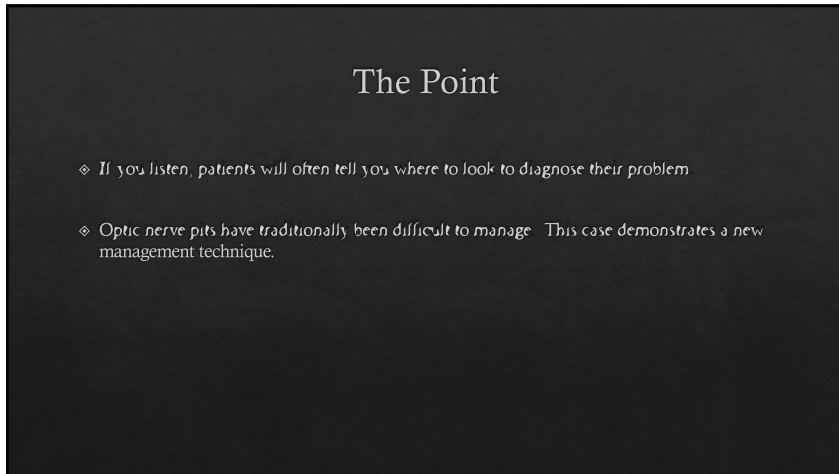 The Point
If you listen, patients will often tell you where to look to diagnose their problem
Optic nerve pits have traditionally been difficult to manage. This case demonstrates a new
management technique.